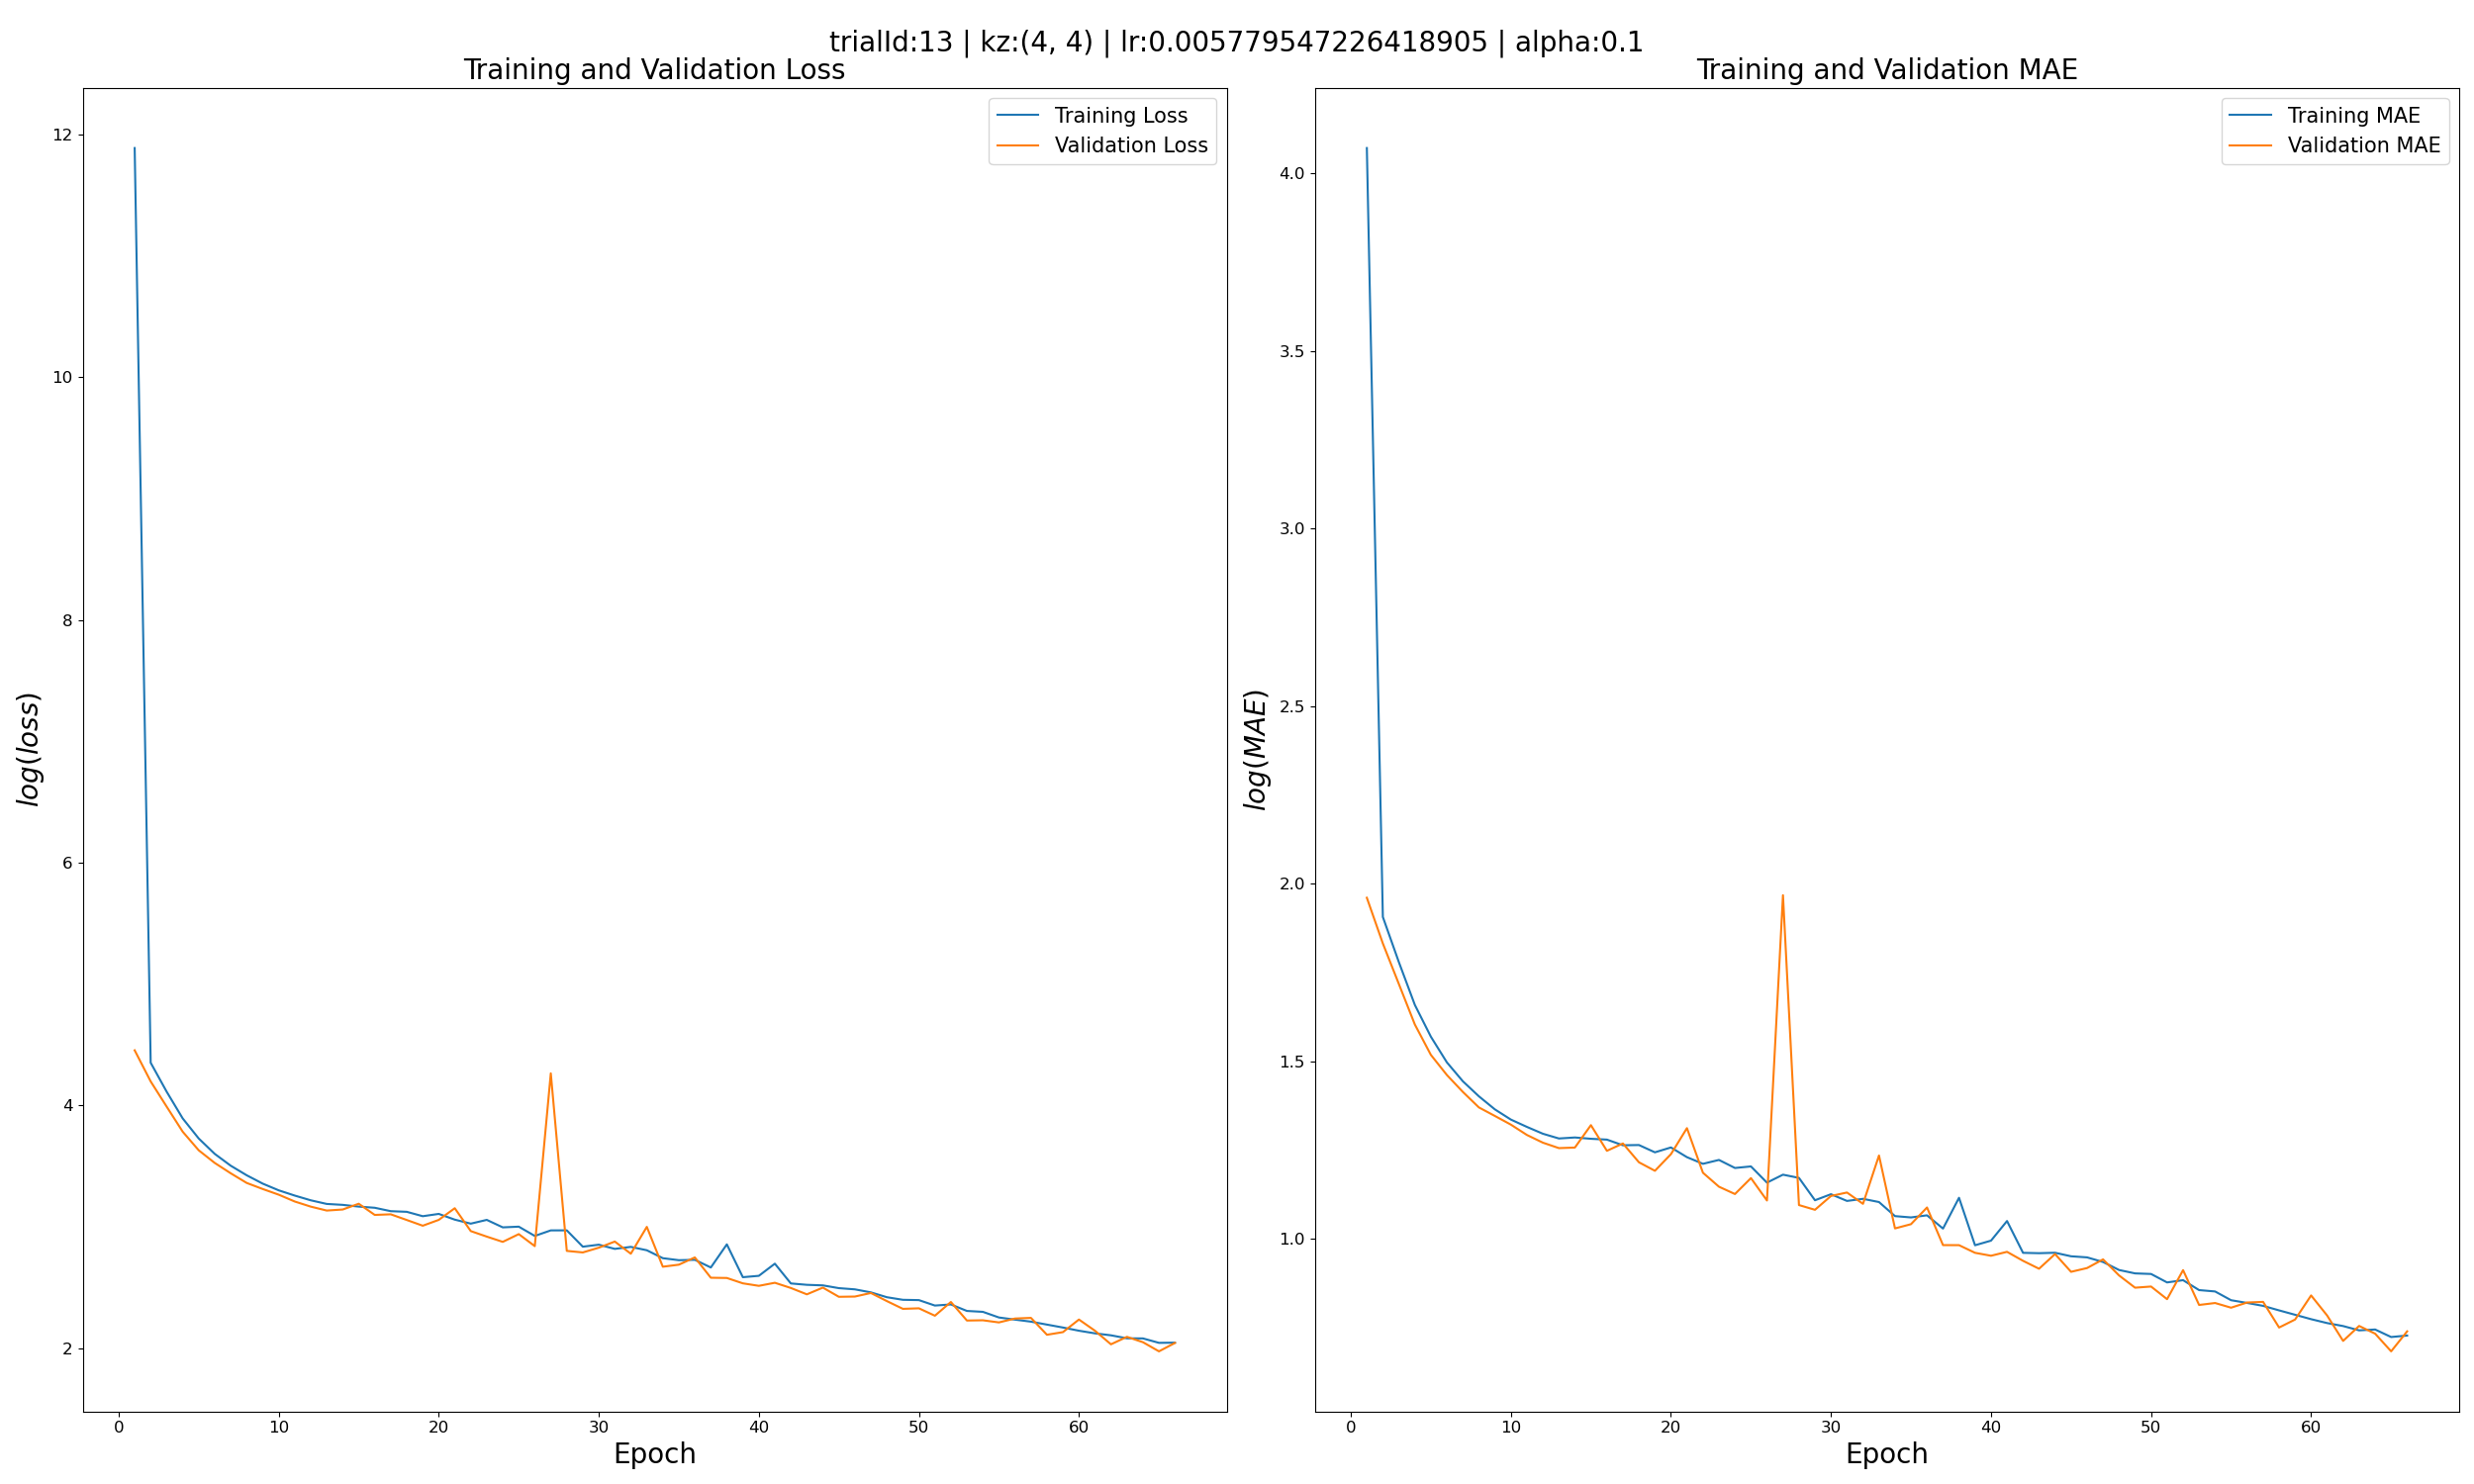 trialId:13 | kz:(4, 4) | lr:0.005779547226418905 | alpha:0.1
Training and Validation Loss
Training Loss
Validation Loss
12
10
8
6
4
2
log(loss)
0 10 20 30 40 50 60
Epoch
Training and Validation MAE
Training MAE
Validation MAE
4.0
3.5
3.0
2.5
2.0
1.5
1.0
log(MAE)
0 10 20 30 40 50 60
Epoch